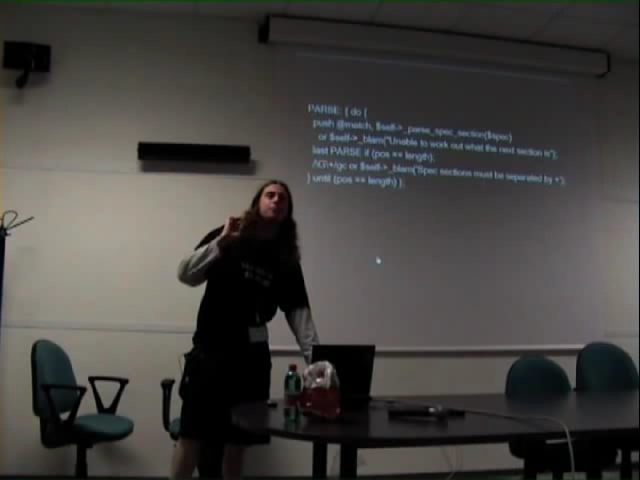 PARSE: { do {
push @match, $self->_parse_spec_section($spec)
or $self->_blam("Unable to work out what the next section is");
last PARSE if (pos == length);
/\G\+/gc or $self->_blam('Spec sections must be separated by +');
} until (pos == length) };